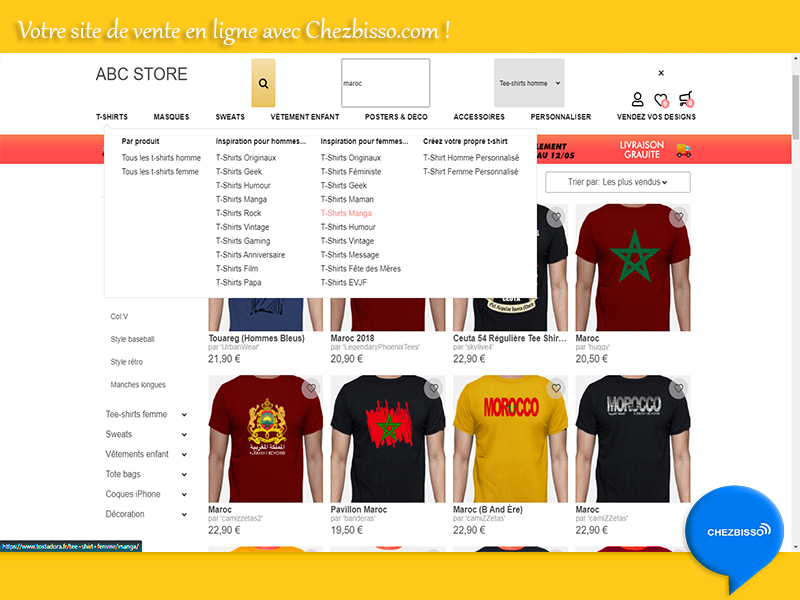 Votre site de vente en ligne avec Chezbisso.com !
ABC STORE
maroc
Tee-shirts homme
T-SHIRTS MASQUES SWEATS VÊTEMENT ENFANT POSTERS & DÉCO ACCESSOIRES PERSONNALISER VENDEZ VOS DESIGNS
Par produit
Tous les t-shirts homme
Tous les t-shirts femme
Inspiration pour hommes...
T-Shirts Originaux
T-Shirts Geek
T-Shirts Humour
T-Shirts Manga
T-Shirts Rock
T-Shirts Vintage
T-Shirts Gaming
T-Shirts Anniversaire
T-Shirts Film
T-Shirts Papa
Inspiration pour femmes...
T-Shirts Originaux
T-Shirts Féministe
T-Shirts Geek
T-Shirts Maman
T-Shirts Manga
T-Shirts Humour
T-Shirts Vintage
T-Shirts Message
T-Shirts Fête des Mères
T-Shirts EVJF
Créez votre propre t-shirt
T-Shirt Homme Personnalisé
T-Shirt Femme Personnalisé
LEMENT
AU 12/05
LIVRAISON
GRATUITE
Trier par: Les plus vendus
Col V
Style baseball
Style rétro
Manches longues
Tee-shirts femme
Sweats
Vêtements enfant
Tote bags
Coques iPhone
Décoration
CEUTA
Touareg (Hommes Bleus)
par 'UrbanWear'
21,90 €
Maroc 2018
par 'LegendaryPhoenixTees'
20,90 €
Ceuta 54 Régulière Tee Shir...
par 'skylive4'
22,90 €
Maroc
par 'huggy'
20,50 €
المملكة المغربية
MOROCCO
MOROCCO
Maroc
par 'camizzetas2'
22,90 €
Pavillon Maroc
par 'banderas'
19,50 €
Maroc (B And Ère)
par 'camiZZetas'
22,90 €
Maroc
par 'camiZZetas'
22,90 €
https://www.tostadora.fr/tee-shirt-femme/manga/
CHEZBISSO